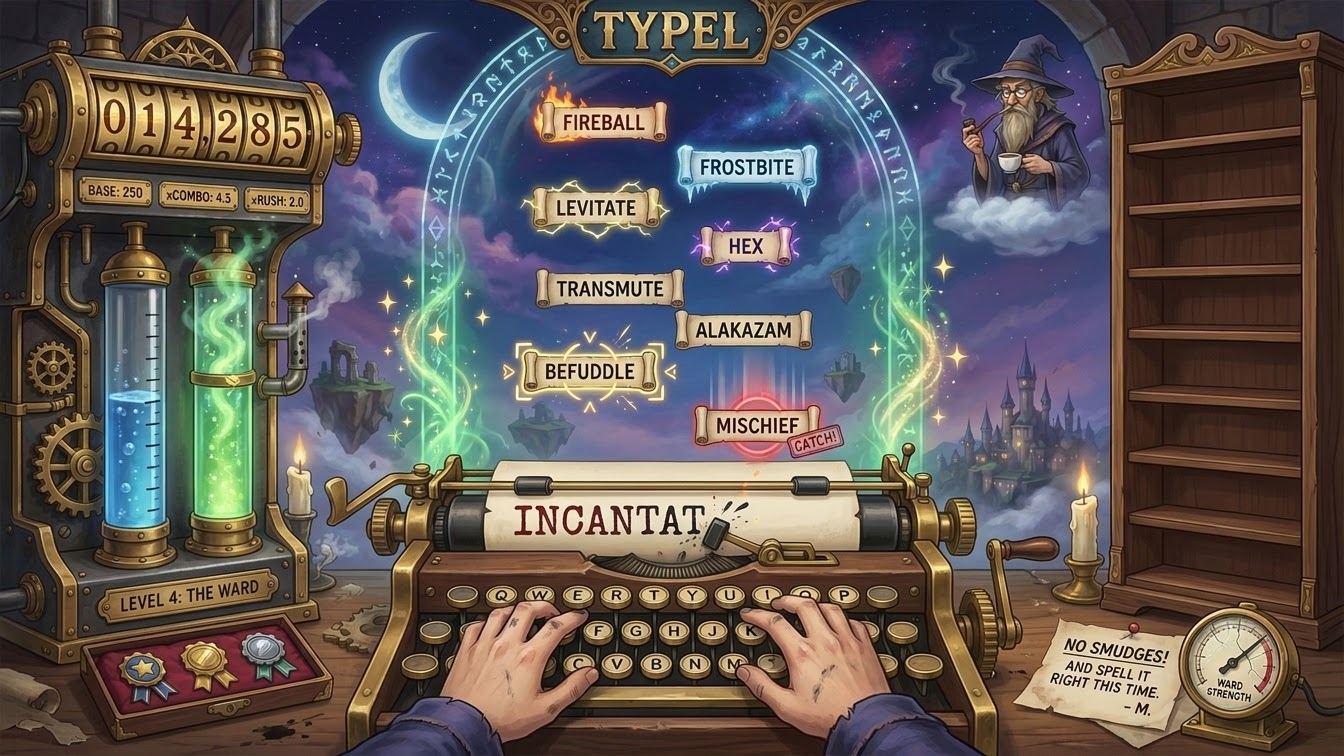 TYPEL
014,285
BASE: 250
xCOMBO: 4.5
xRUSH: 2.0
FIREBALL
FROSTBITE
LEVITATE
HEX
TRANSMUTE
ALAKAZAM
BEFUDDLE
MISCHIEF
CATCH!
INCANTAT
LEVEL 4: THE WARD
Q W E R T Y U I O P
F G H J K
C V B N M
NO SMUDGES!
AND SPELL IT
RIGHT THIS TIME.
- M.
WARD
STRENGTH